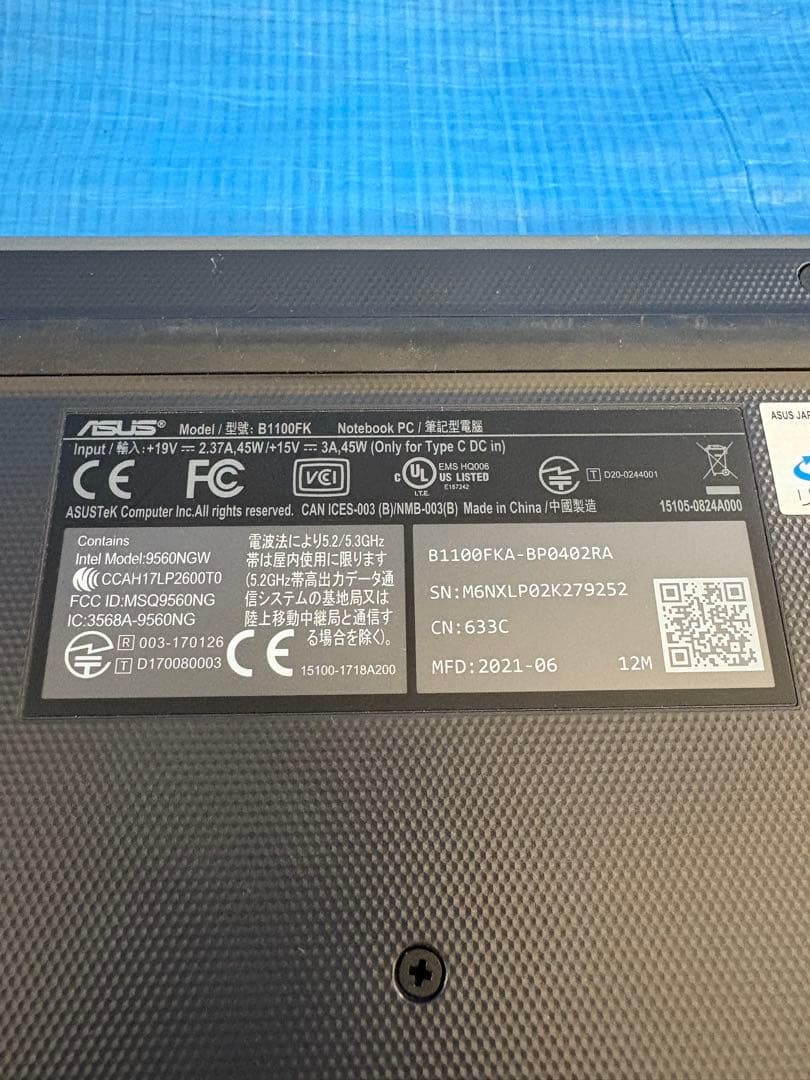 ASUS® Model / 型號: B1100FK Notebook PC / 筆記型電腦
Input / 輸入:+19V ⎓ 2.37A,45W/+15V ⎓ 3A,45W (Only for Type C DC in)
CE FC VCI c UL US LISTED EMS HQ006 E157242 I.T.E. T D20-0244001
ASUSTeK Computer Inc.All rights reserved. CAN ICES-003 (B)/NMB-003(B) Made in China /中國製造 15105-0824A000
ASUS JAP
リ
Contains
Intel Model:9560NGW
CCAH17LP2600T0
FCC ID:MSQ9560NG
IC:3568A-9560NG
R 003-170126
T D170080003
電波法により5.2/5.3GHz
帯は屋内使用に限ります
(5.2GHz帯高出力データ通
信システムの基地局又は
陸上移動中継局と通信す
る場合を除く)。
CE 15100-1718A200
B1100FKA-BP0402RA
SN:M6NXLP02K279252
CN:633C
MFD:2021-06 12M